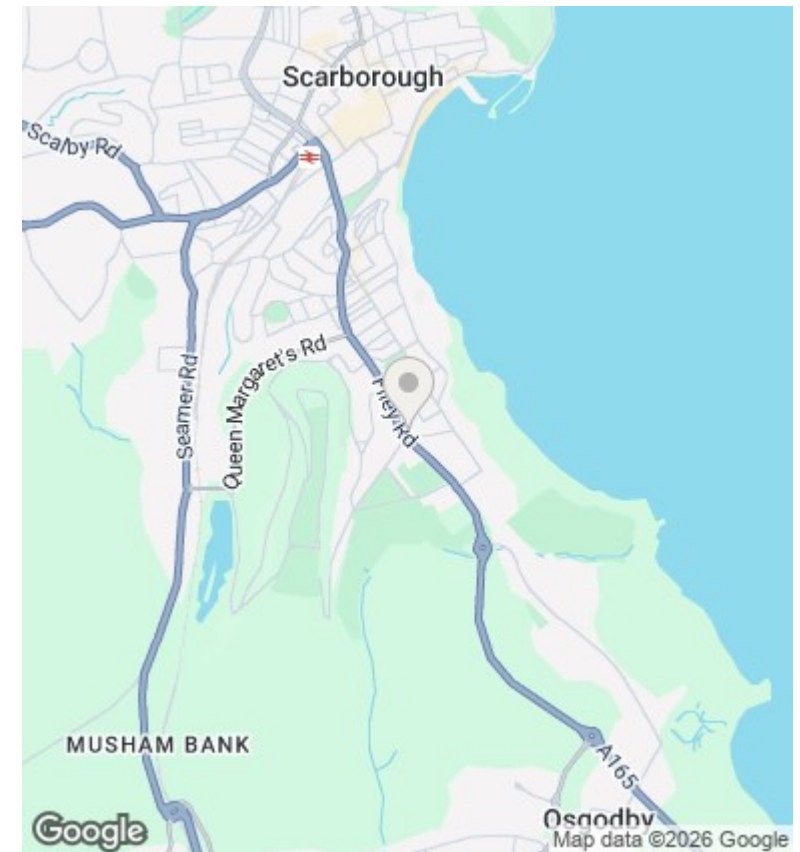 Scarborough
Scalby Rd
Queen Margaret's Rd
Seamer Rd
Filey Rd
MUSHAM BANK
A165
Osgodby
Google
Map data ©2026 Google